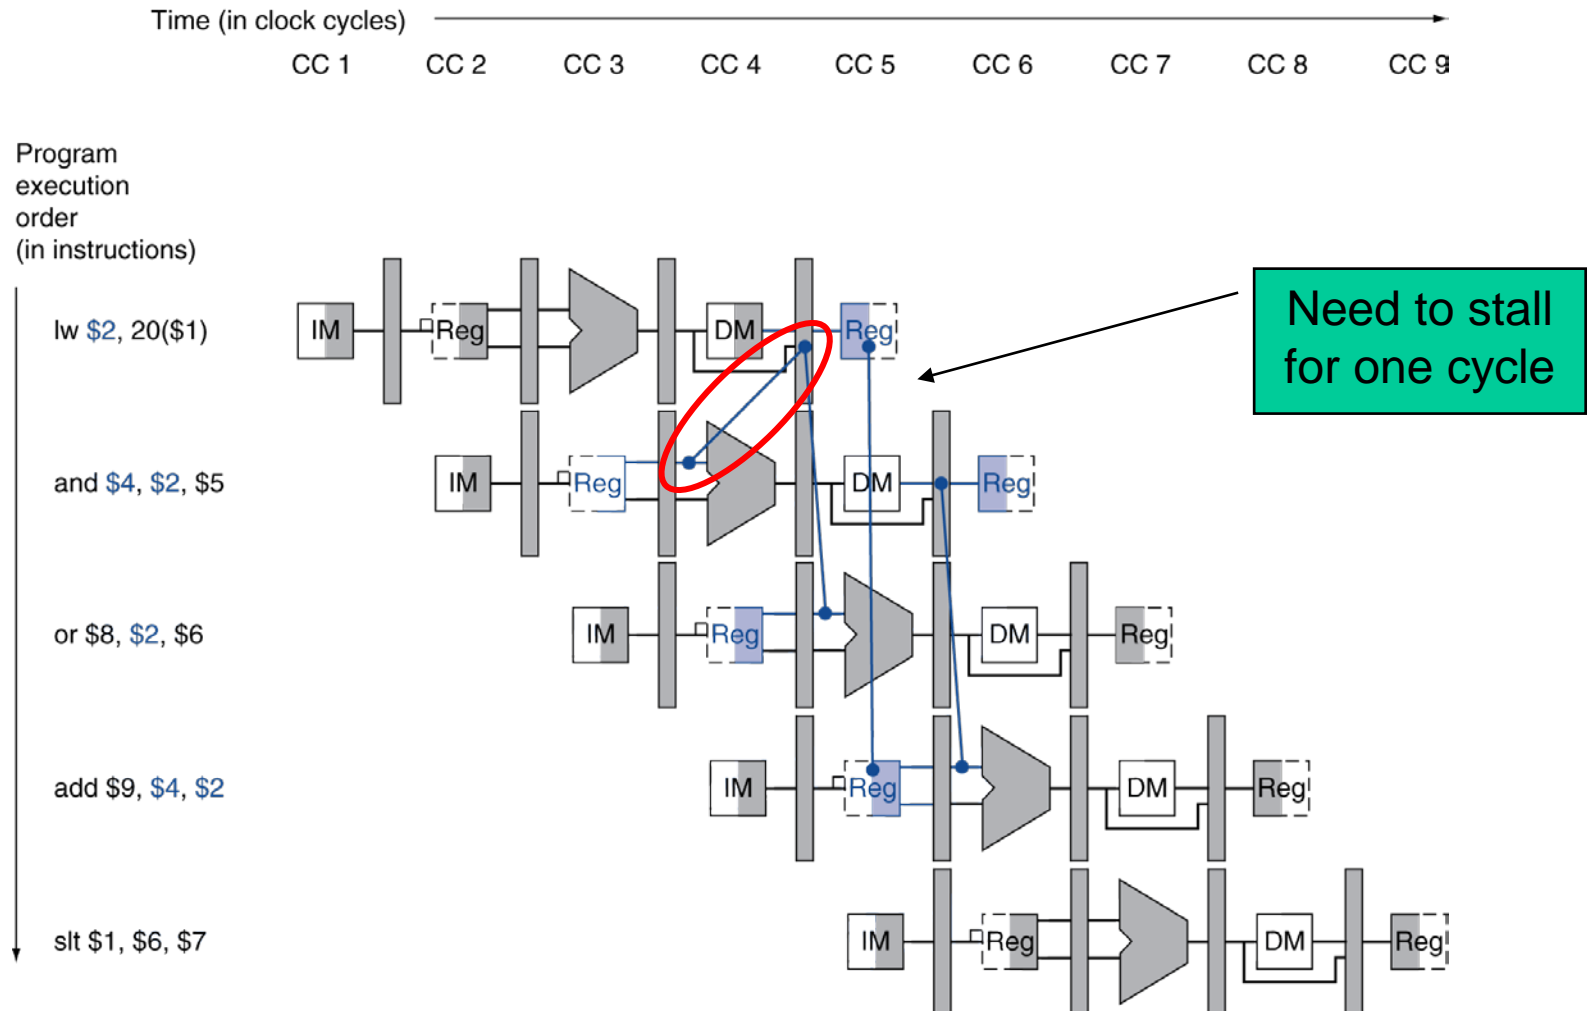 Time (in clock cycles)
CC 1 CC 2 CC 3 CC 4 CC 5 CC 6 CC 7 CC 8 CC 9
Program
execution
order
(in instructions)
lw $2, 20($1) IM Reg DM Reg
Need to stall
for one cycle
and $4, $2, $5 IM Reg DM Reg
or $8, $2, $6 IM Reg DM Reg
add $9, $4, $2 IM Reg DM Reg
slt $1, $6, $7 IM Reg DM Reg